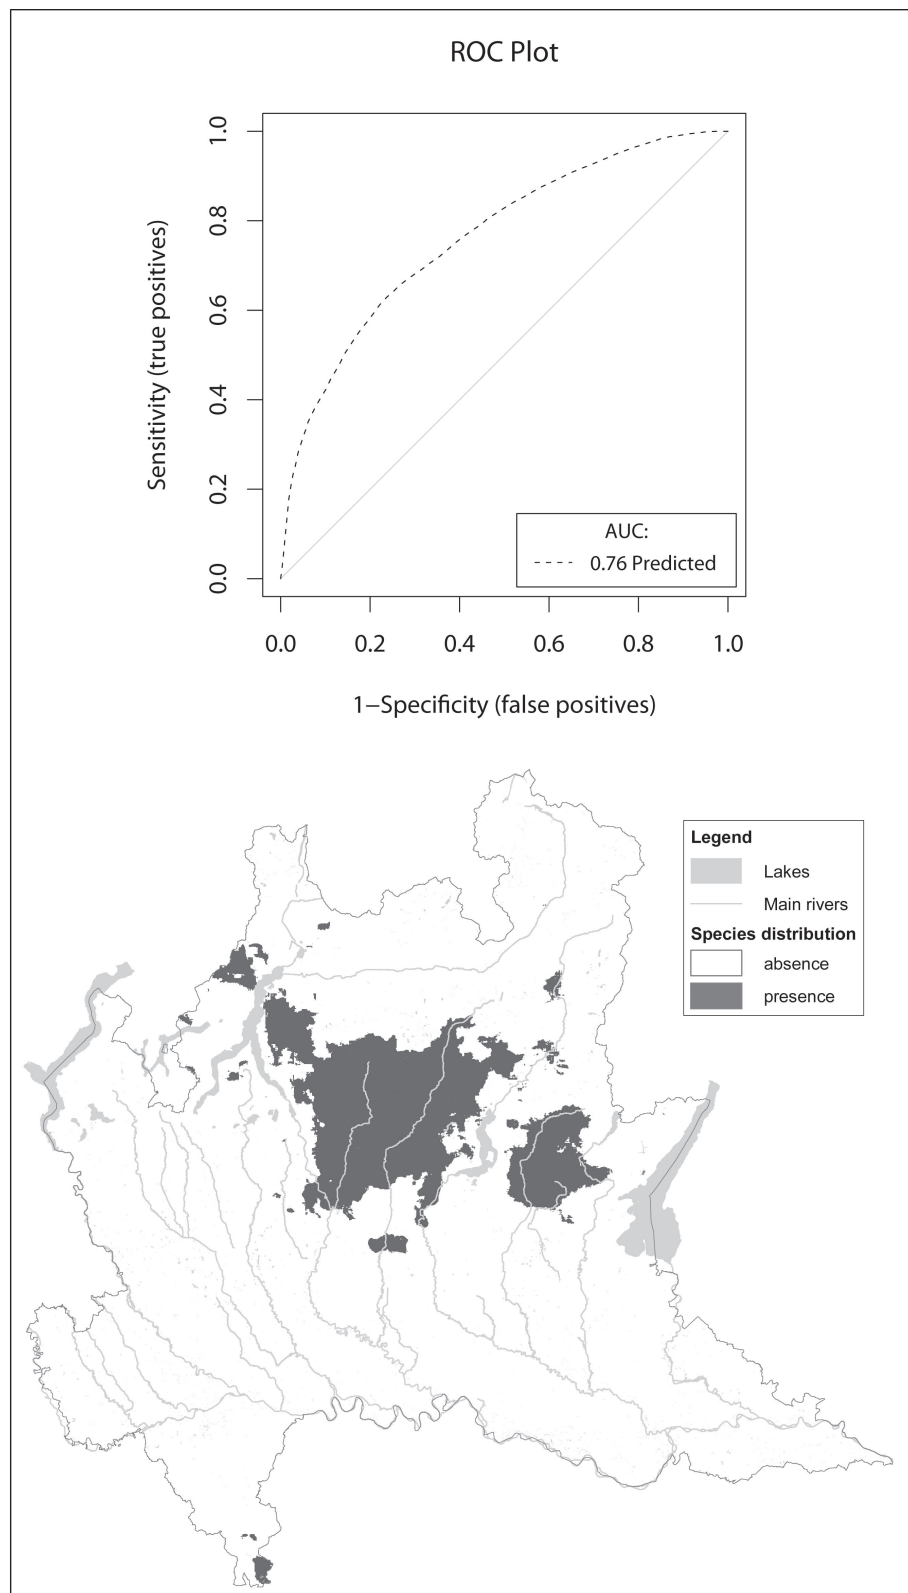 ROC Plot
Sensitivity (true positives)
1.0
0.8
0.6
0.4
0.2
0.0
AUC:
0.76 Predicted
0.0 0.2 0.4 0.6 0.8 1.0
1−Specificity (false positives)
Legend
Lakes
Main rivers
Species distribution
absence
presence